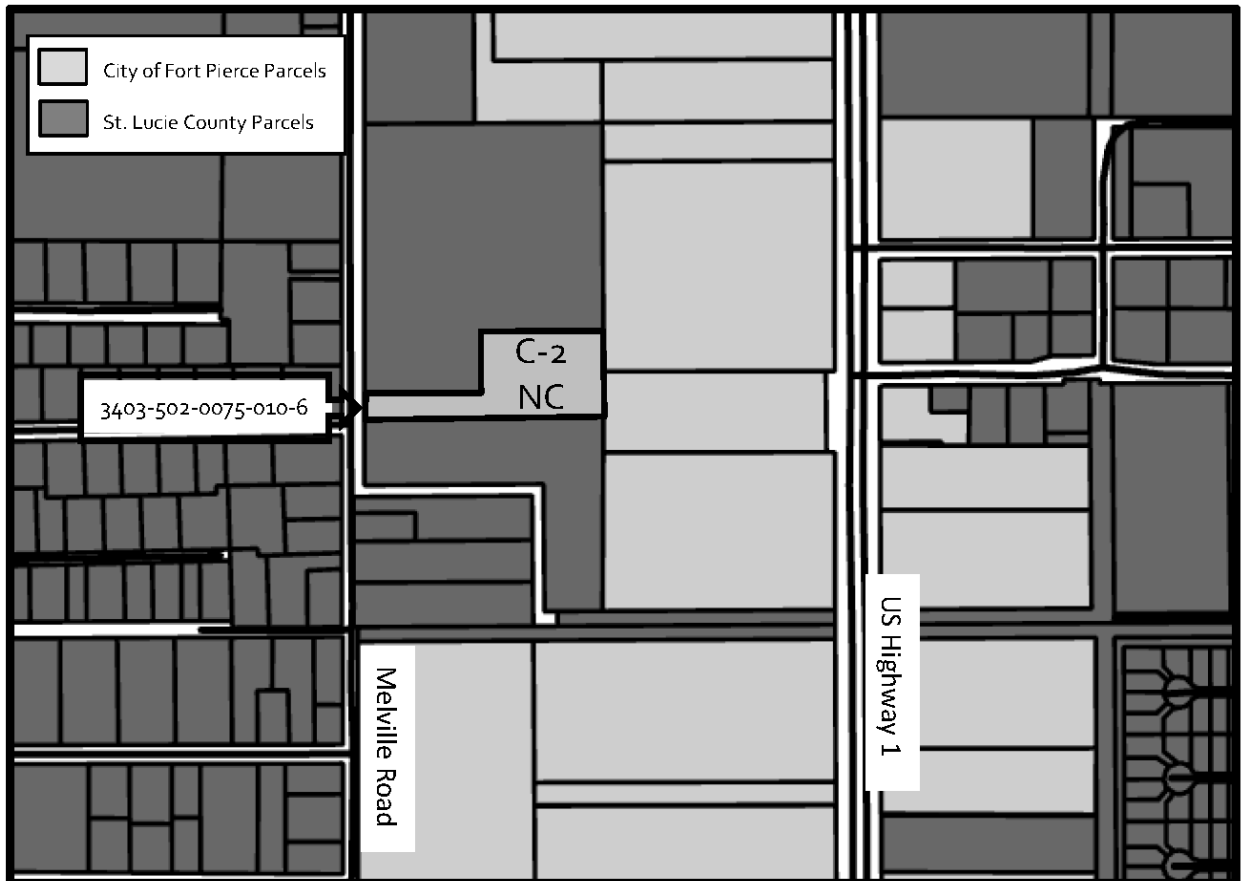 City of Fort Pierce Parcels
St. Lucie County Parcels
C-2
NC
3403-502-0075-010-6
US Highway 1
Melville Road